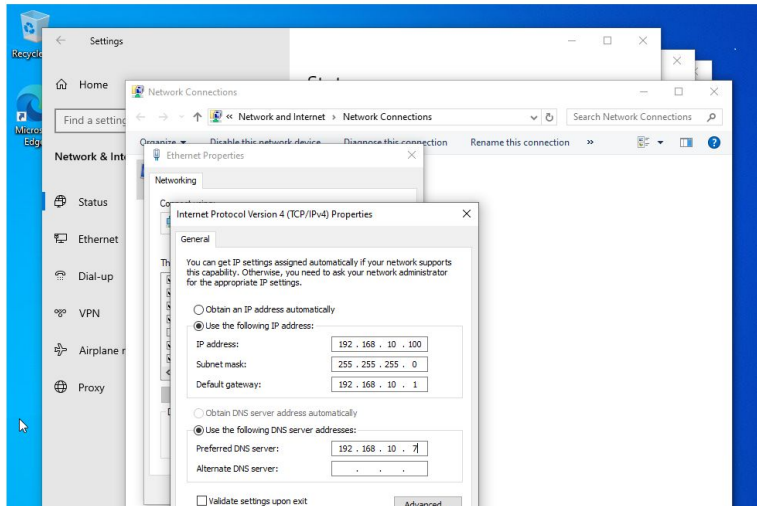 Recycle
Micros
Edge
Settings
Home
Find a setting
Network & Int
Status
Ethernet
Dial-up
VPN
Airplane
Proxy
Network Connections
« Network and Internet › Network Connections
Search Network Connections
Organize
Disable this network device
Diagnose this connection
Rename this connection
»
Ethernet Properties
Networking
Th
Internet Protocol Version 4 (TCP/IPv4) Properties
General
You can get IP settings assigned automatically if your network supports
this capability. Otherwise, you need to ask your network administrator
for the appropriate IP settings.
Obtain an IP address automatically
Use the following IP address:
IP address: 192 . 168 . 10 . 100
Subnet mask: 255 . 255 . 255 . 0
Default gateway: 192 . 168 . 10 . 1
Obtain DNS server address automatically
Use the following DNS server addresses:
Preferred DNS server: 192 . 168 . 10 . 7
Alternate DNS server: . . .
Validate settings upon exit
Advanced...